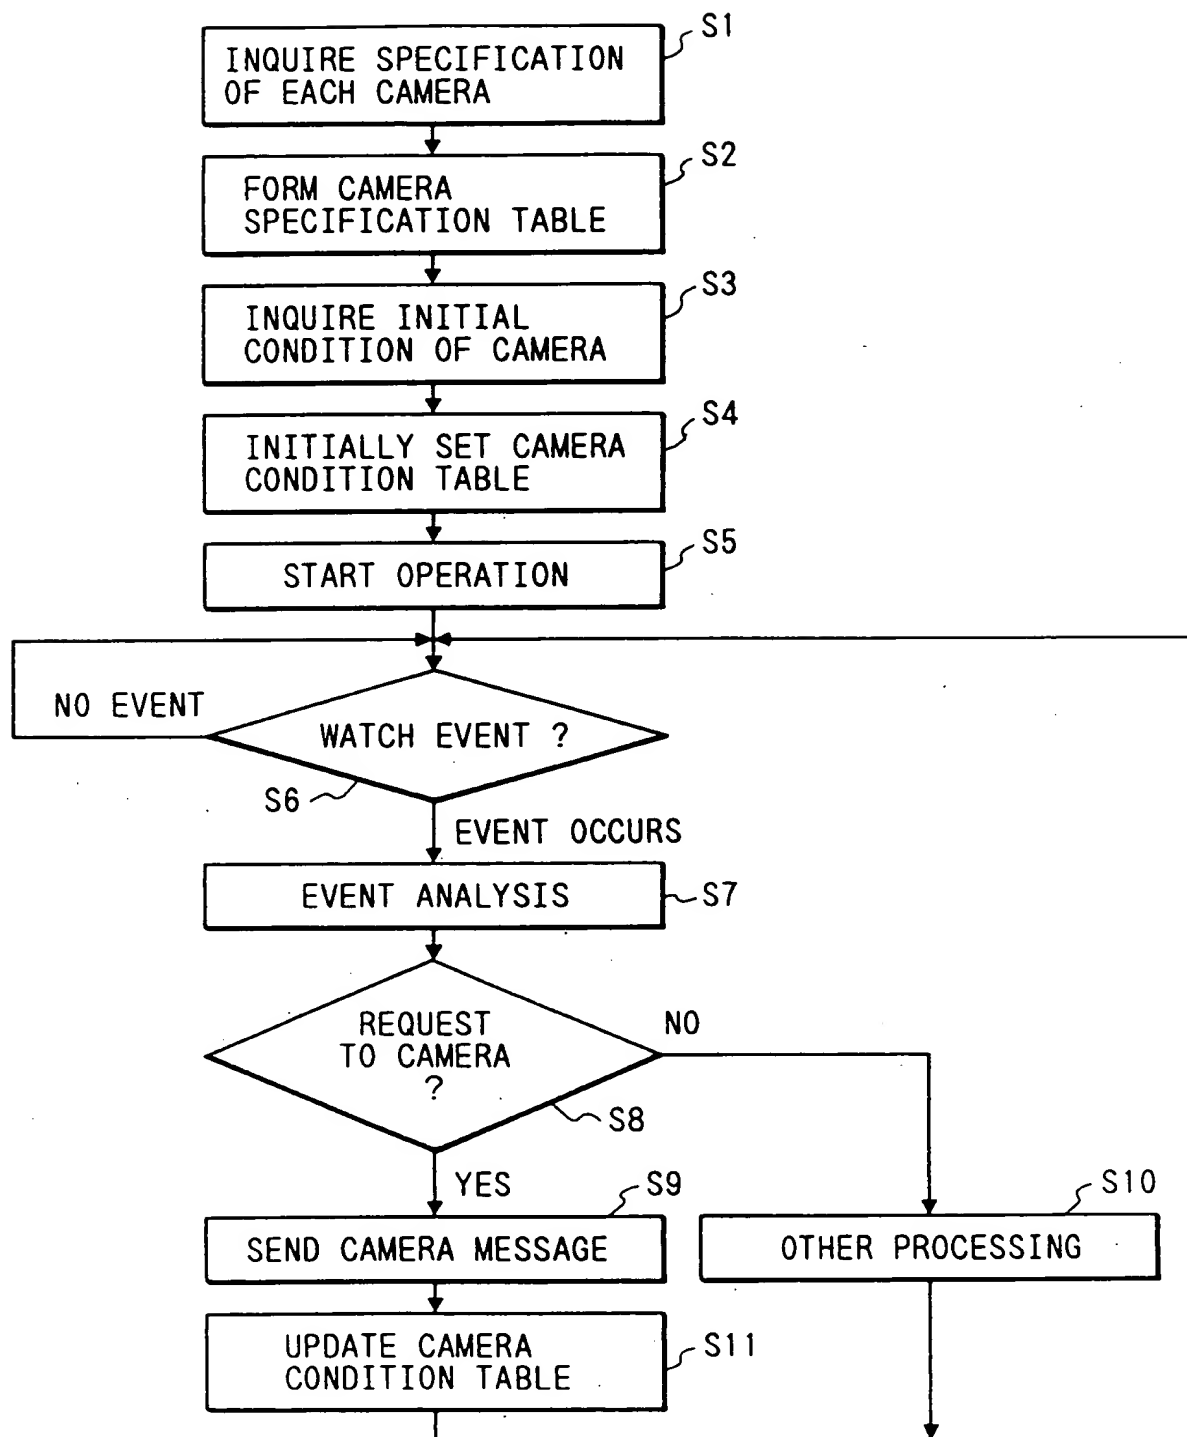 S1
INQUIRE SPECIFICATION
OF EACH CAMERA
S2
FORM CAMERA
SPECIFICATION TABLE
S3
INQUIRE INITIAL
CONDITION OF CAMERA
S4
INITIALLY SET CAMERA
CONDITION TABLE
S5
START OPERATION
NO EVENT
WATCH EVENT ?
S6
EVENT OCCURS
EVENT ANALYSIS
S7
REQUEST
TO CAMERA
?
NO
S8
YES
S9
S10
SEND CAMERA MESSAGE
OTHER PROCESSING
UPDATE CAMERA
CONDITION TABLE
S11